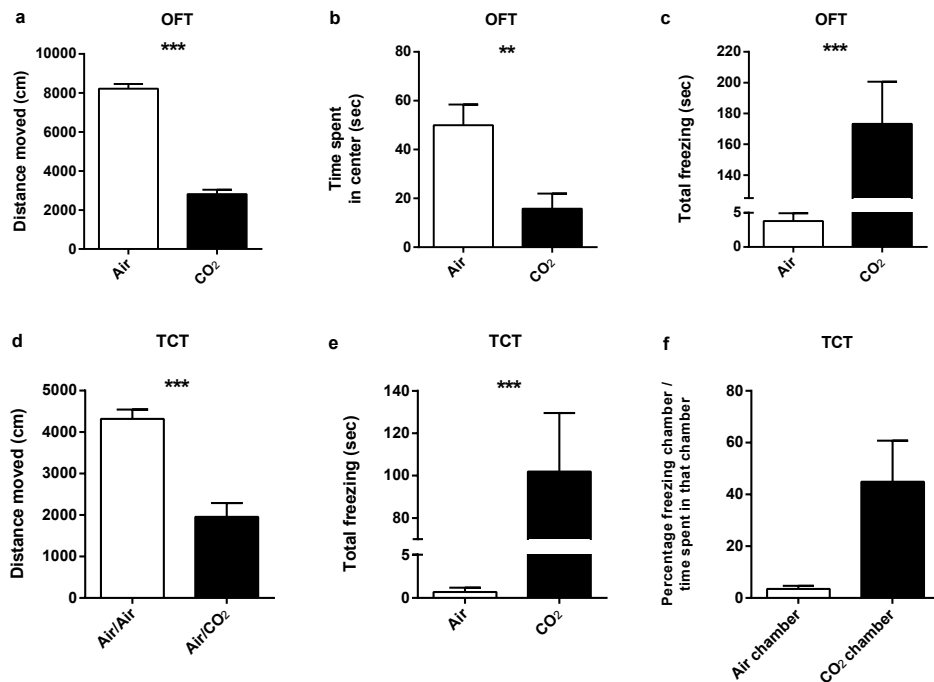 a
OFT
***
Distance moved (cm)
10000
8000
6000
4000
2000
0
Air
CO2
b
OFT
**
Time spent
in center (sec)
80
60
40
20
0
Air
CO2
c
OFT
***
Total freezing (sec)
220
200
180
160
140
5
0
Air
CO2
d
TCT
***
Distance moved (cm)
5000
4000
3000
2000
1000
0
Air/Air
Air/CO2
e
TCT
***
Total freezing (sec)
140
120
100
80
5
0
Air
CO2
f
TCT
Percentage freezing chamber /
time spent in that chamber
80
60
40
20
0
Air chamber
CO2 chamber